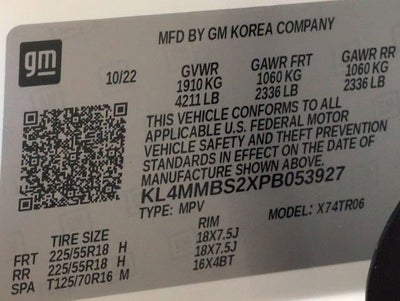 MFD BY GM KOREA COMPANY
gm
10/22
GVWR GAWR FRT GAWR RR
1910 KG 1060 KG 1060 KG
4211 LB 2336 LB 2336 LB
THIS VEHICLE CONFORMS TO ALL
APPLICABLE U.S. FEDERAL MOTOR
VEHICLE SAFETY AND THEFT PREVENTION
STANDARDS IN EFFECT ON THE DATE OF
MANUFACTURE SHOWN ABOVE.
KL4MMBS2XPB053927
TYPE: MPV MODEL: X74TR06
TIRE SIZE RIM
FRT 225/55R18 H 18X7.5J
RR 225/55R18 H 18X7.5J
SPA T125/70R16 M 16X4BT